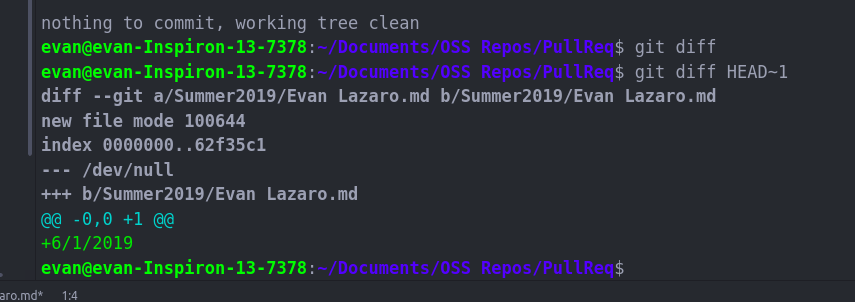 nothing to commit, working tree clean
evan@evan-Inspiron-13-7378:~/Documents/OSS Repos/PullReq$ git diff
evan@evan-Inspiron-13-7378:~/Documents/OSS Repos/PullReq$ git diff HEAD~1
diff --git a/Summer2019/Evan Lazaro.md b/Summer2019/Evan Lazaro.md
new file mode 100644
index 0000000..62f35c1
--- /dev/null
+++ b/Summer2019/Evan Lazaro.md
@@ -0,0 +1 @@
+6/1/2019
evan@evan-Inspiron-13-7378:~/Documents/OSS Repos/PullReq$
aro.md* 1:4